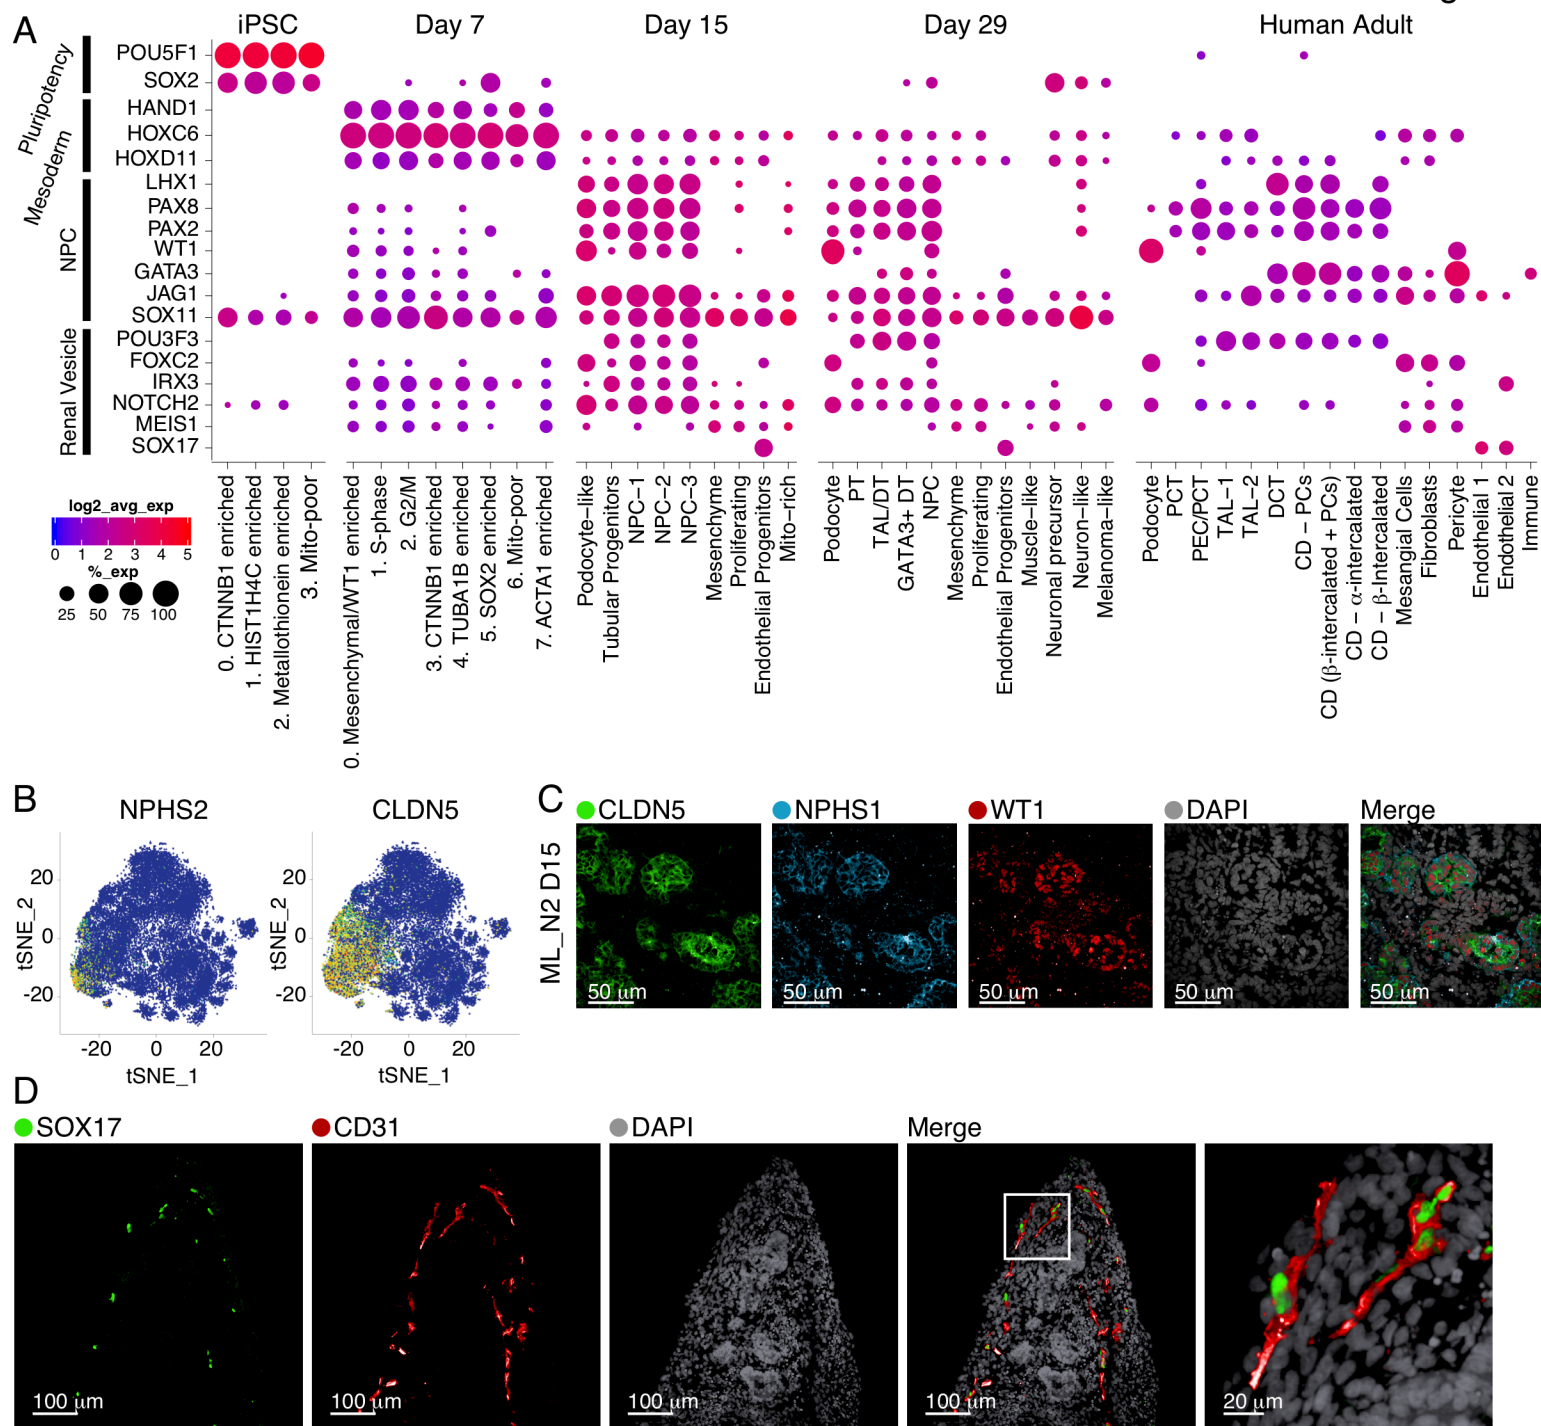 A
iPSC
Day 7
Day 15
Day 29
Human Adult
Pluripotency
Mesoderm
NPC
Renal Vesicle
POU5F1
SOX2
HAND1
HOXC6
HOXD11
LHX1
PAX8
PAX2
WT1
GATA3
JAG1
SOX11
POU3F3
FOXC2
IRX3
NOTCH2
MEIS1
SOX17
log2_avg_exp
0 1 2 3 4 5
%_exp
25 50 75 100
0. CTNNB1 enriched
1. HIST1H4C enriched
2. Metallothionein enriched
3. Mito-poor
0. Mesenchymal/WT1 enriched
1. S-phase
2. G2/M
3. CTNNB1 enriched
4. TUBA1B enriched
5. SOX2 enriched
6. Mito-poor
7. ACTA1 enriched
Podocyte-like
Tubular Progenitors
NPC-1
NPC-2
NPC-3
Mesenchyme
Proliferating
Endothelial Progenitors
Mito-rich
Podocyte
PT
TAL/DT
GATA3+ DT
NPC
Mesenchyme
Proliferating
Endothelial Progenitors
Muscle-like
Neuronal precursor
Neuron-like
Melanoma-like
Podocyte
PCT
PEC/PCT
TAL-1
TAL-2
DCT
CD - PCs
CD (β-intercalated + PCs)
CD - α-intercalated
CD - β-Intercalated
Mesangial Cells
Fibroblasts
Pericyte
Endothelial 1
Endothelial 2
Immune
B
NPHS2
CLDN5
tSNE_2
20
0
-20
-20 0 20
tSNE_1
tSNE_2
20
0
-20
-20 0 20
tSNE_1
C
CLDN5
NPHS1
WT1
DAPI
Merge
ML_N2 D15
50 μm
50 μm
50 μm
50 μm
50 μm
D
SOX17
CD31
DAPI
Merge
100 μm
100 μm
100 μm
100 μm
20 μm